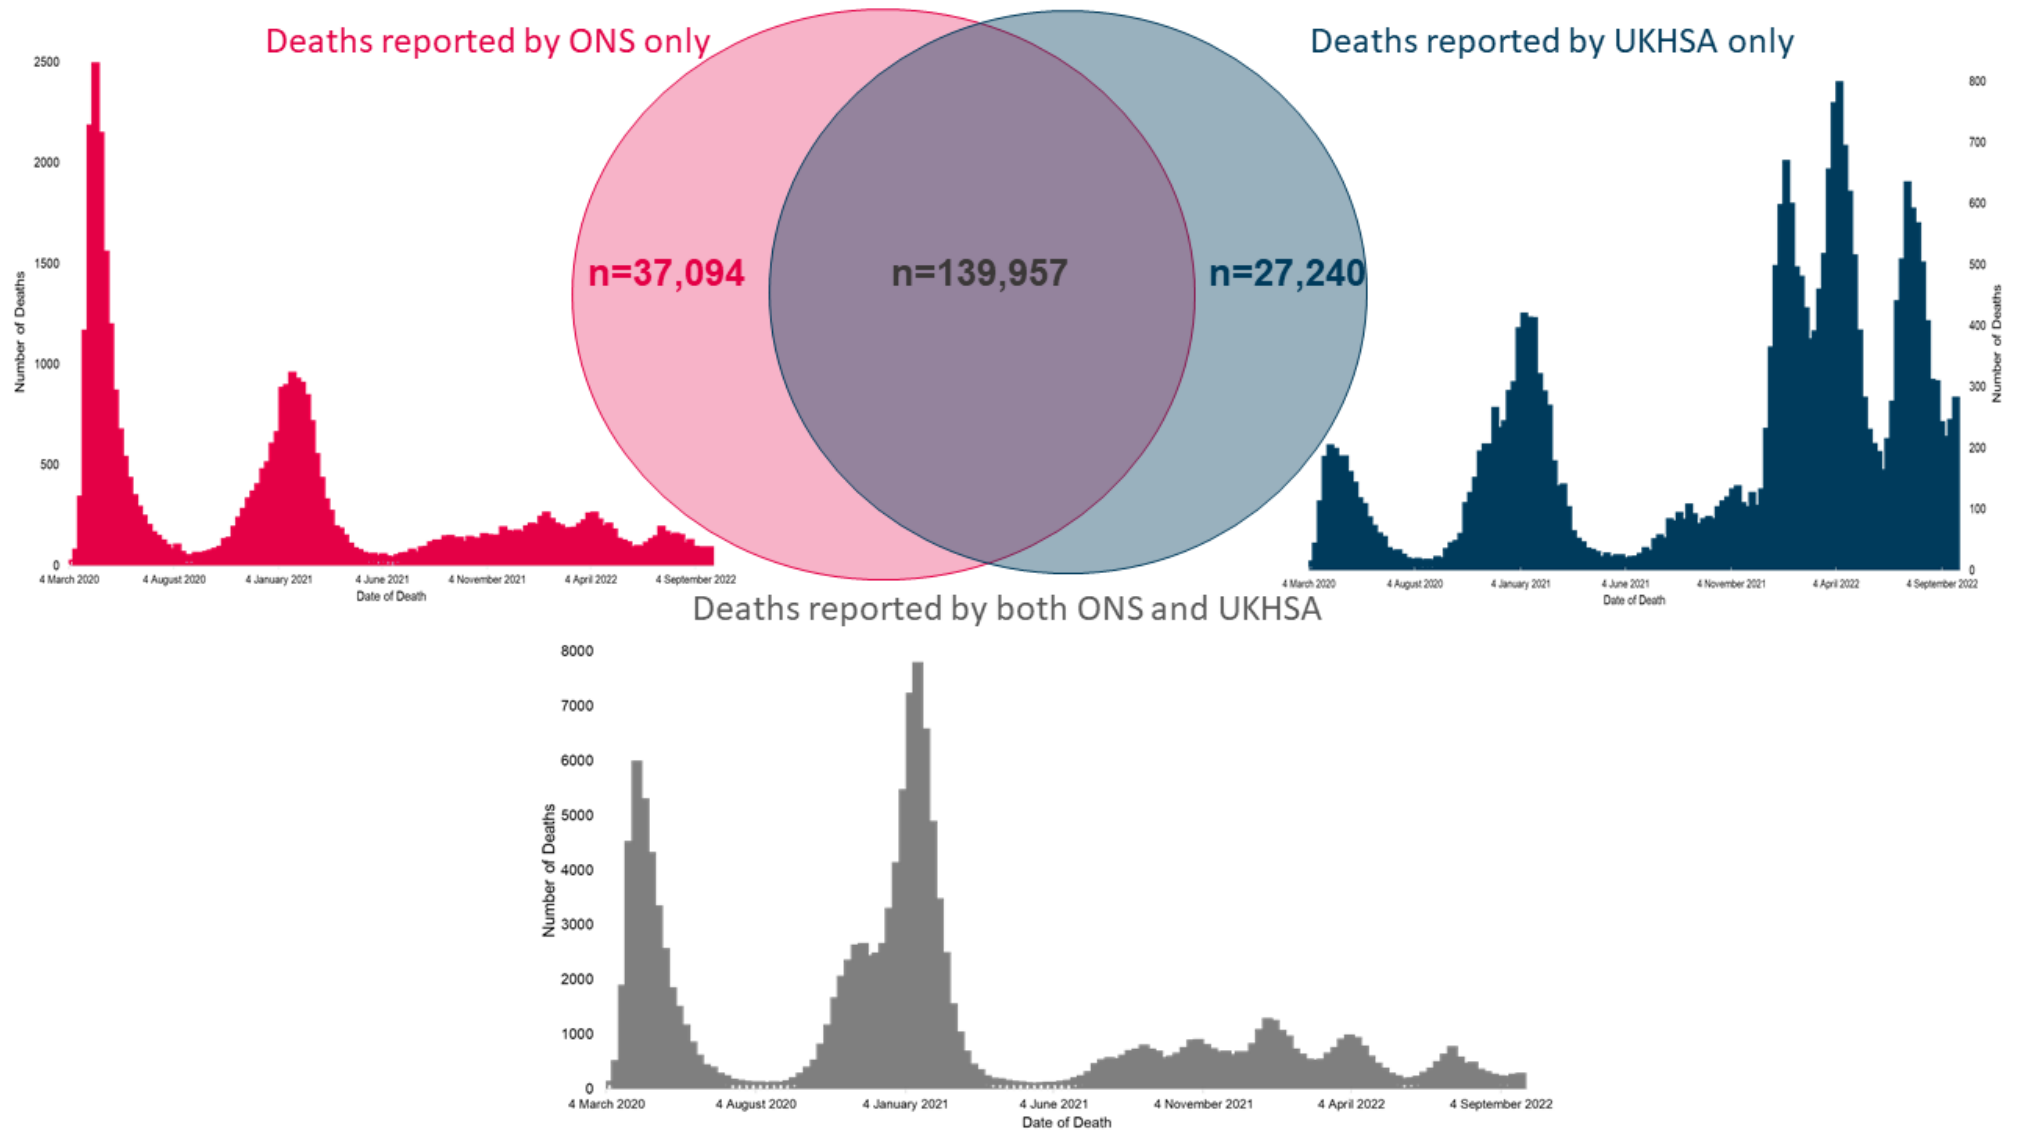 Deaths reported by ONS only
Deaths reported by UKHSA only
2500
2000
1500
1000
500
0
Number of Deaths
4 March 2020 4 August 2020 4 January 2021 4 June 2021 4 November 2021 4 April 2022 4 September 2022
Date of Death
n=37,094
n=139,957
n=27,240
800
700
600
500
400
300
200
100
0
Number of Deaths
4 March 2020 4 August 2020 4 January 2021 4 June 2021 4 November 2021 4 April 2022 4 September 2022
Date of Death
Deaths reported by both ONS and UKHSA
8000
7000
6000
5000
4000
3000
2000
1000
0
Number of Deaths
4 March 2020 4 August 2020 4 January 2021 4 June 2021 4 November 2021 4 April 2022 4 September 2022
Date of Death